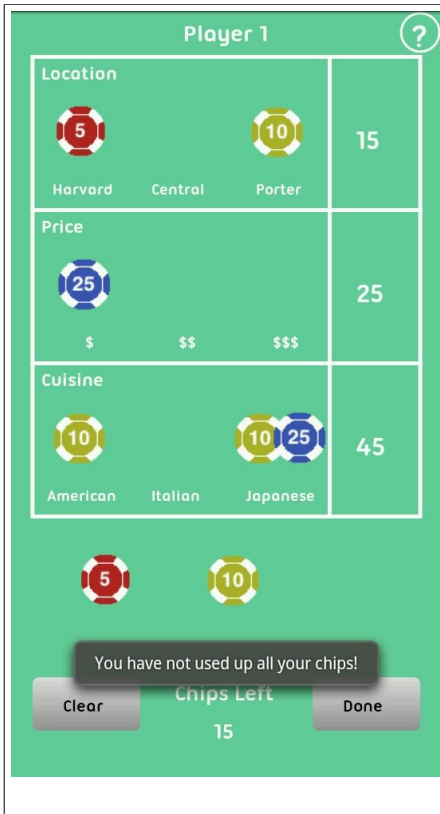 Player 1
?
Location
5 10 15
Harvard Central Porter
Price
25 25
$ $$ $$$
Cuisine
10 10 25 45
American Italian Japanese
5 10
You have not used up all your chips!
Clear Chips Left Done
15